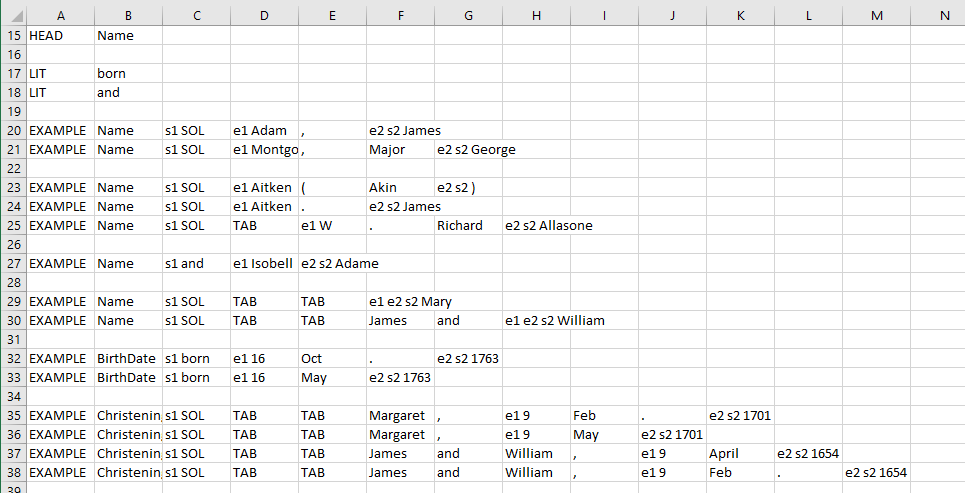 A B C D E F G H I J K L M N
15 HEAD Name
16
17 LIT born
18 LIT and
19
20 EXAMPLE Name s1 SOL e1 Adam , e2 s2 James
21 EXAMPLE Name s1 SOL e1 Montgo , Major e2 s2 George
22
23 EXAMPLE Name s1 SOL e1 Aitken ( Akin e2 s2 )
24 EXAMPLE Name s1 SOL e1 Aitken . e2 s2 James
25 EXAMPLE Name s1 SOL TAB e1 W . Richard e2 s2 Allasone
26
27 EXAMPLE Name s1 and e1 Isobell e2 s2 Adame
28
29 EXAMPLE Name s1 SOL TAB TAB e1 e2 s2 Mary
30 EXAMPLE Name s1 SOL TAB TAB James and e1 e2 s2 William
31
32 EXAMPLE BirthDate s1 born e1 16 Oct . e2 s2 1763
33 EXAMPLE BirthDate s1 born e1 16 May e2 s2 1763
34
35 EXAMPLE Christenin s1 SOL TAB TAB Margaret , e1 9 Feb . e2 s2 1701
36 EXAMPLE Christenin s1 SOL TAB TAB Margaret , e1 9 May e2 s2 1701
37 EXAMPLE Christenin s1 SOL TAB TAB James and William , e1 9 April e2 s2 1654
38 EXAMPLE Christenin s1 SOL TAB TAB James and William , e1 9 Feb . e2 s2 1654
39